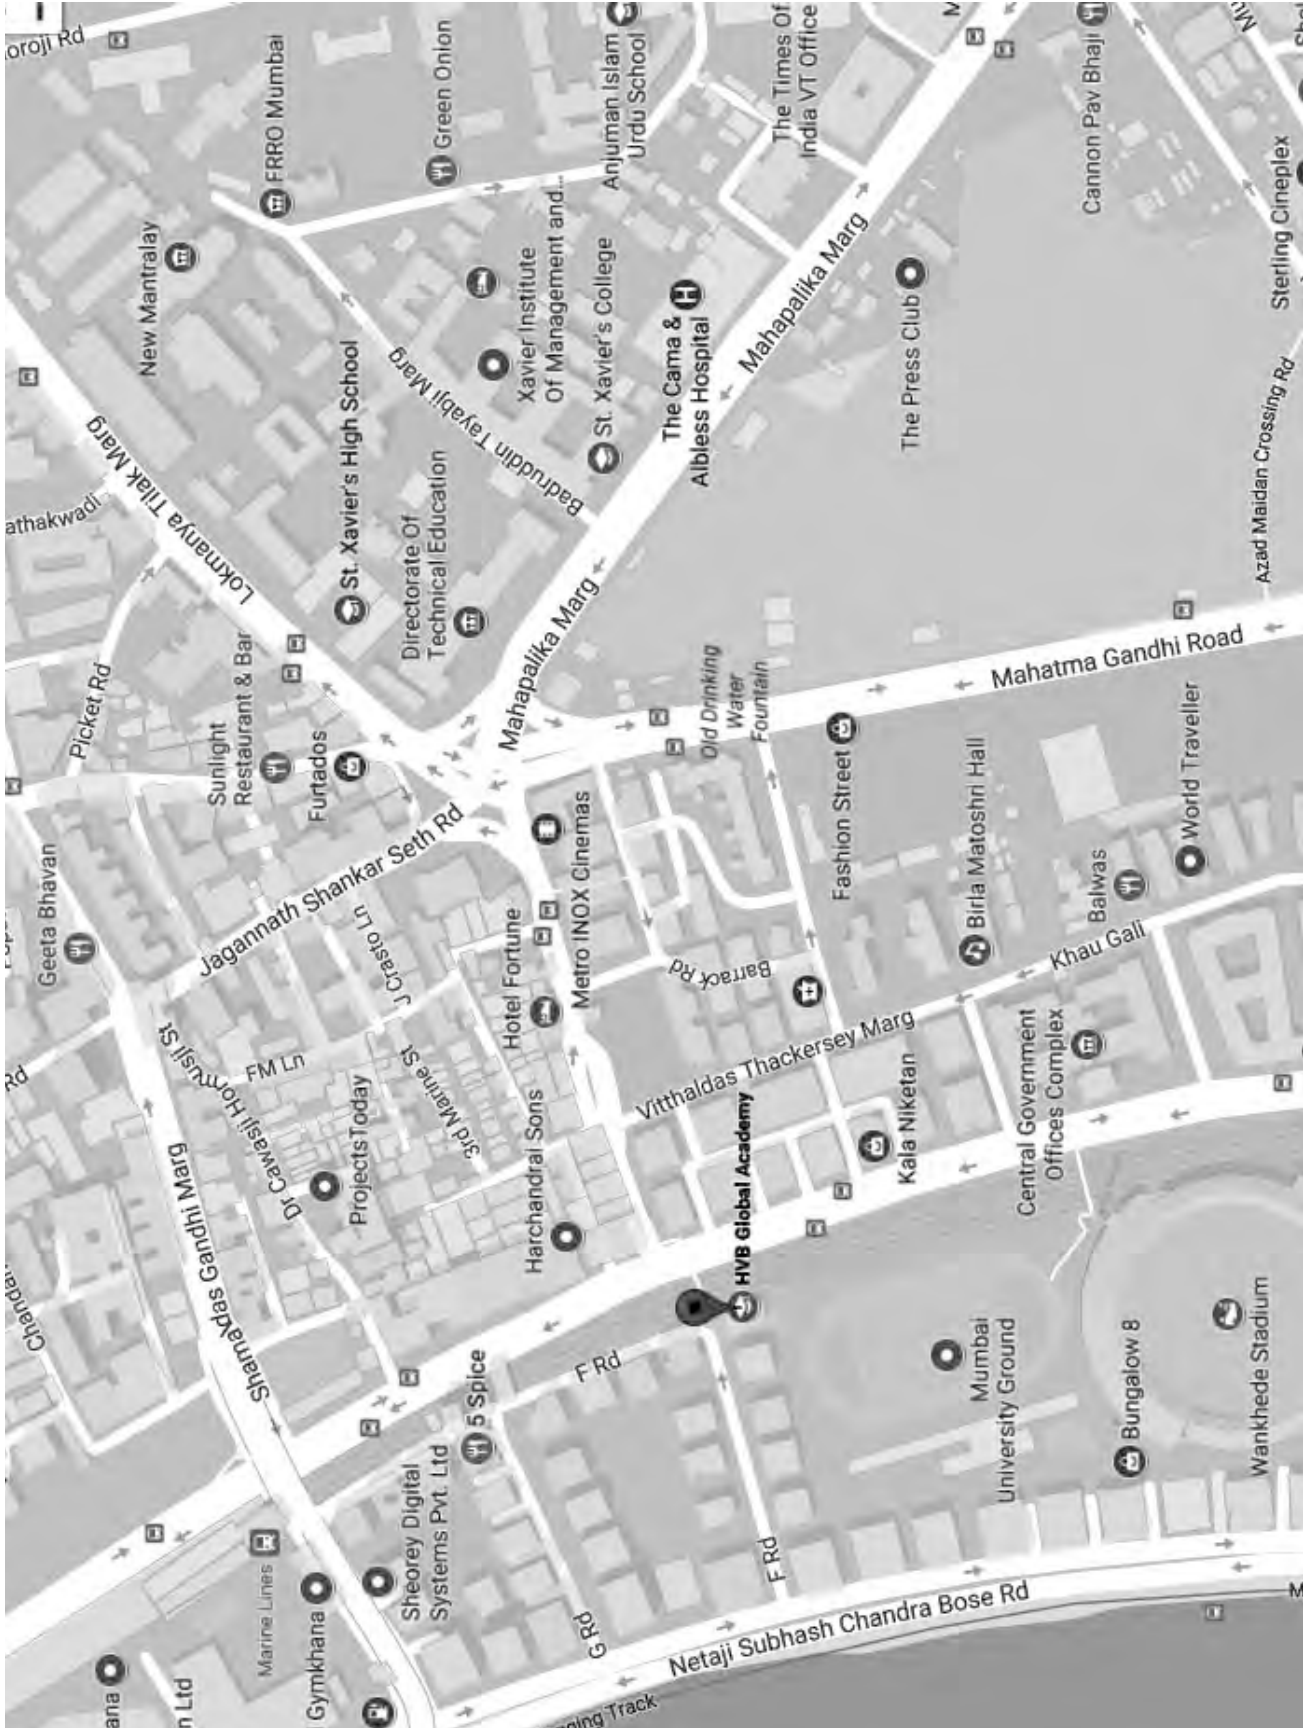 oroji Rd
FRRO Mumbai
Green Onion
Anjuman Islam
Urdu School
The Times Of
India VT Office
M
Cannon Pav Bhaji
Mu
Sterling Cineplex
New Mantralay
Xavier Institute
Of Management and...
St. Xavier's College
The Cama &
Albless Hospital
H
Mahapalika Marg
The Press Club
Azad Maidan Crossing Rd
Lokmanya Tilak Marg
athakwadi
St. Xavier's High School
Badruddin Tayabji Marg
Directorate Of
Technical Education
Mahapalika Marg
Picket Rd
Sunlight
Restaurant & Bar
Furtados
Old Drinking
Water
Fountain
Mahatma Gandhi Road
Geeta Bhavan
Jagannath Shankar Seth Rd
J Crasto Ln
Hotel Fortune
Metro INOX Cinemas
Barrack Rd
Fashion Street
Birla Matoshri Hall
Balwas
World Traveller
Khau Gali
Rd
Dr Cawasji Hormusji St
FM Ln
3rd Marine St
ProjectsToday
Harchandrai Sons
Vitthaldas Thackersey Marg
Kala Niketan
Central Government
Offices Complex
Shamaldas Gandhi Marg
HVB Global Academy
F Rd
5 Spice
Mumbai
University Ground
Bungalow 8
Wankhede Stadium
Marine Lines
Gymkhana
Sheorey Digital
Systems Pvt. Ltd
G Rd
F Rd
Netaji Subhash Chandra Bose Rd
ana
n Ltd
ging Track
M